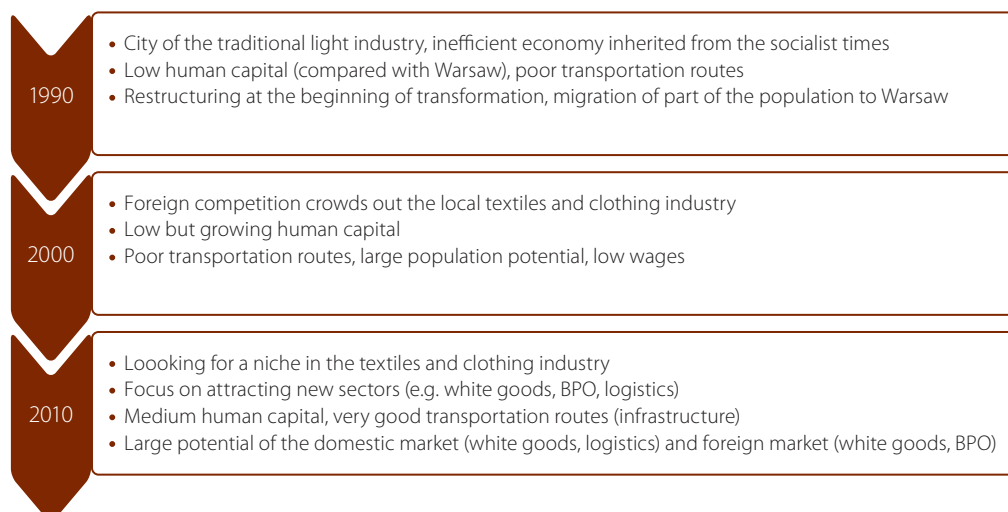 1990
• City of the traditional light industry, inefficient economy inherited from the socialist times
• Low human capital (compared with Warsaw), poor transportation routes
• Restructuring at the beginning of transformation, migration of part of the population to Warsaw
2000
• Foreign competition crowds out the local textiles and clothing industry
• Low but growing human capital
• Poor transportation routes, large population potential, low wages
2010
• Loooking for a niche in the textiles and clothing industry
• Focus on attracting new sectors (e.g. white goods, BPO, logistics)
• Medium human capital, very good transportation routes (infrastructure)
• Large potential of the domestic market (white goods, logistics) and foreign market (white goods, BPO)